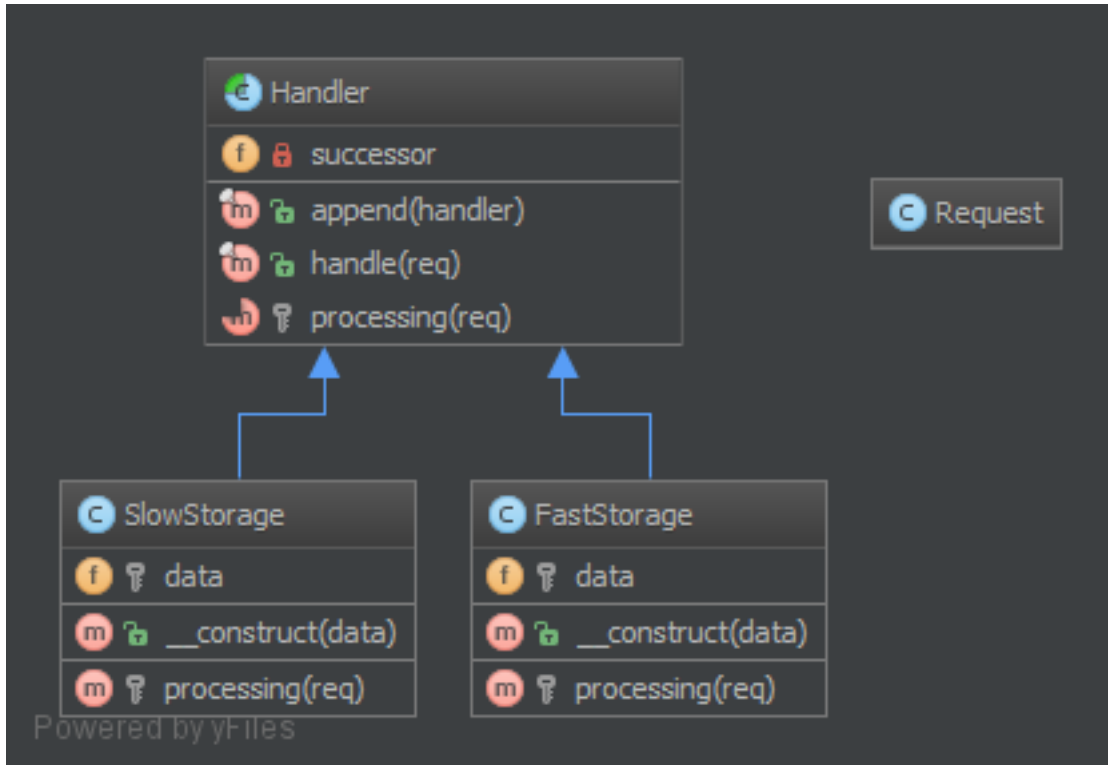 Handler
successor
append(handler)
handle(req)
processing(req)
Request
SlowStorage
data
__construct(data)
processing(req)
FastStorage
data
__construct(data)
processing(req)
Powered by yFiles